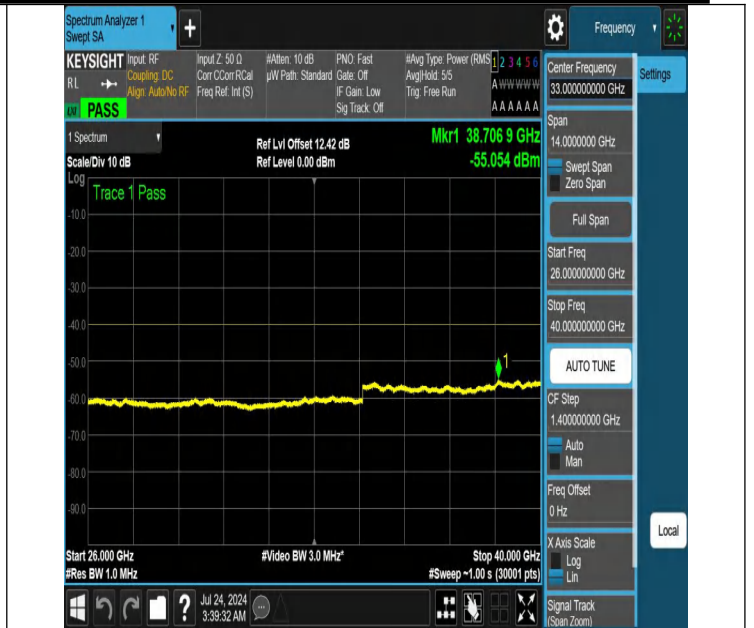 Spectrum Analyzer 1
Swept SA
+
Frequency
KEYSIGHT
RL
LXI
PASS
Input: RF
Coupling: DC
Align: Auto/No RF
Input Z: 50 Ω
Corr CCorr RCal
Freq Ref: Int (S)
#Atten: 10 dB
µW Path: Standard
PNO: Fast
Gate: Off
IF Gain: Low
Sig Track: Off
#Avg Type: Power (RMS
Avg|Hold: 5/5
Trig: Free Run
1 2 3 4 5 6
A W W W W W
A A A A A A
Center Frequency
33.000000000 GHz
Settings
1 Spectrum
Scale/Div 10 dB
Ref Lvl Offset 12.42 dB
Ref Level 0.00 dBm
Mkr1 38.706 9 GHz
-55.054 dBm
Log
Trace 1 Pass
-10.0
-20.0
-30.0
-40.0
-50.0
-60.0
-70.0
-80.0
-90.0
1
Start 26.000 GHz
#Res BW 1.0 MHz
#Video BW 3.0 MHz*
Stop 40.000 GHz
#Sweep ~1.00 s (30001 pts)
Span
14.0000000 GHz
Swept Span
Zero Span
Full Span
Start Freq
26.000000000 GHz
Stop Freq
40.000000000 GHz
AUTO TUNE
CF Step
1.400000000 GHz
Auto
Man
Freq Offset
0 Hz
X Axis Scale
Log
Lin
Local
Signal Track
(Span Zoom)
?
Jul 24, 2024
3:39:32 AM